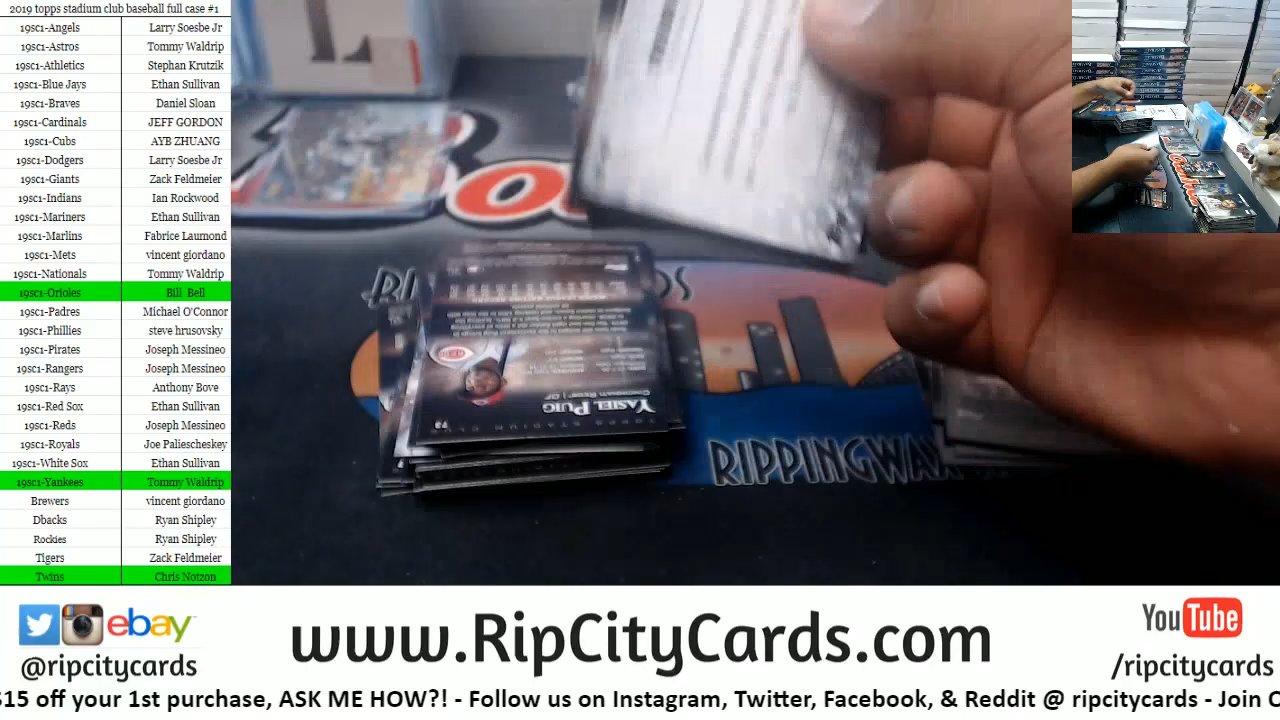 2019 topps stadium club baseball full case #1
19sc1-Angels Larry Soesbe Jr
19sc1-Astros Tommy Waldrip
19sc1-Athletics Stephan Krutzik
19sc1-Blue Jays Ethan Sullivan
19sc1-Braves Daniel Sloan
19sc1-Cardinals JEFF GORDON
19sc1-Cubs AYB ZHUANG
19sc1-Dodgers Larry Soesbe Jr
19sc1-Giants Zack Feldmeier
19sc1-Indians Ian Rockwood
19sc1-Mariners Ethan Sullivan
19sc1-Marlins Fabrice Laumond
19sc1-Mets vincent giordano
19sc1-Nationals Tommy Waldrip
19sc1-Orioles Bill Bell
19sc1-Padres Michael O'Connor
19sc1-Phillies steve hrusovsky
19sc1-Pirates Joseph Messineo
19sc1-Rangers Joseph Messineo
19sc1-Rays Anthony Bove
19sc1-Red Sox Ethan Sullivan
19sc1-Reds Joseph Messineo
19sc1-Royals Joe Paliescheskey
19sc1-White Sox Ethan Sullivan
19sc1-Yankees Tommy Waldrip
Brewers vincent giordano
Dbacks Ryan Shipley
Rockies Ryan Shipley
Tigers Zack Feldmeier
Twins Chris Notzon
YASIEL PUIG
CINCINNATI REDS | OF
RIPPINGWAX
ebay
@ripcitycards
www.RipCityCards.com
YouTube
/ripcitycards
$15 off your 1st purchase, ASK ME HOW?! - Follow us on Instagram, Twitter, Facebook, & Reddit @ ripcitycards - Join